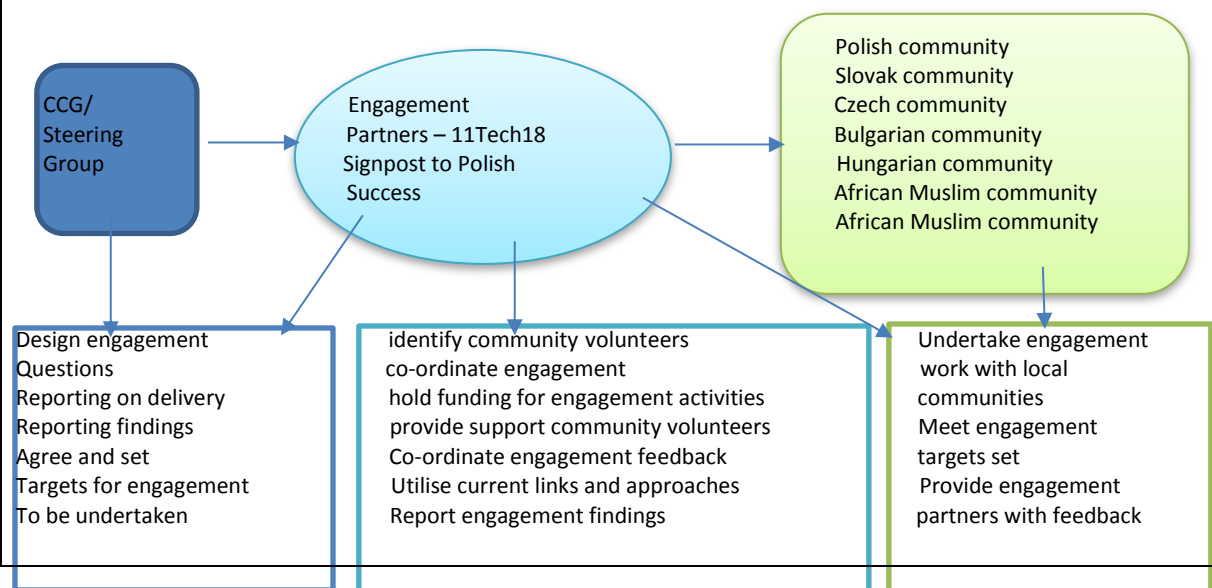 CCG/
Steering
Group
Engagement
Partners – 11Tech18
Signpost to Polish
Success
Polish community
Slovak community
Czech community
Bulgarian community
Hungarian community
African Muslim community
African Muslim community
Design engagement
Questions
Reporting on delivery
Reporting findings
Agree and set
Targets for engagement
To be undertaken
identify community volunteers
co-ordinate engagement
hold funding for engagement activities
provide support community volunteers
Co-ordinate engagement feedback
Utilise current links and approaches
Report engagement findings
Undertake engagement
work with local
communities
Meet engagement
targets set
Provide engagement
partners with feedback